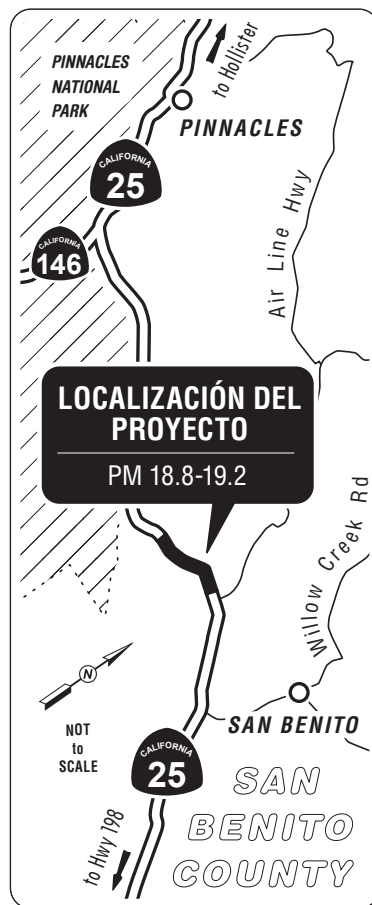 to Hollister
PINNACLES
NATIONAL
PARK
PINNACLES
CALIFORNIA
25
Air Line Hwy
CALIFORNIA
146
LOCALIZACIÓN DEL
PROYECTO
PM 18.8-19.2
Willow Creek Rd
N
NOT
to
SCALE
SAN BENITO
CALIFORNIA
25
SAN
BENITO
COUNTY
to Hwy 198